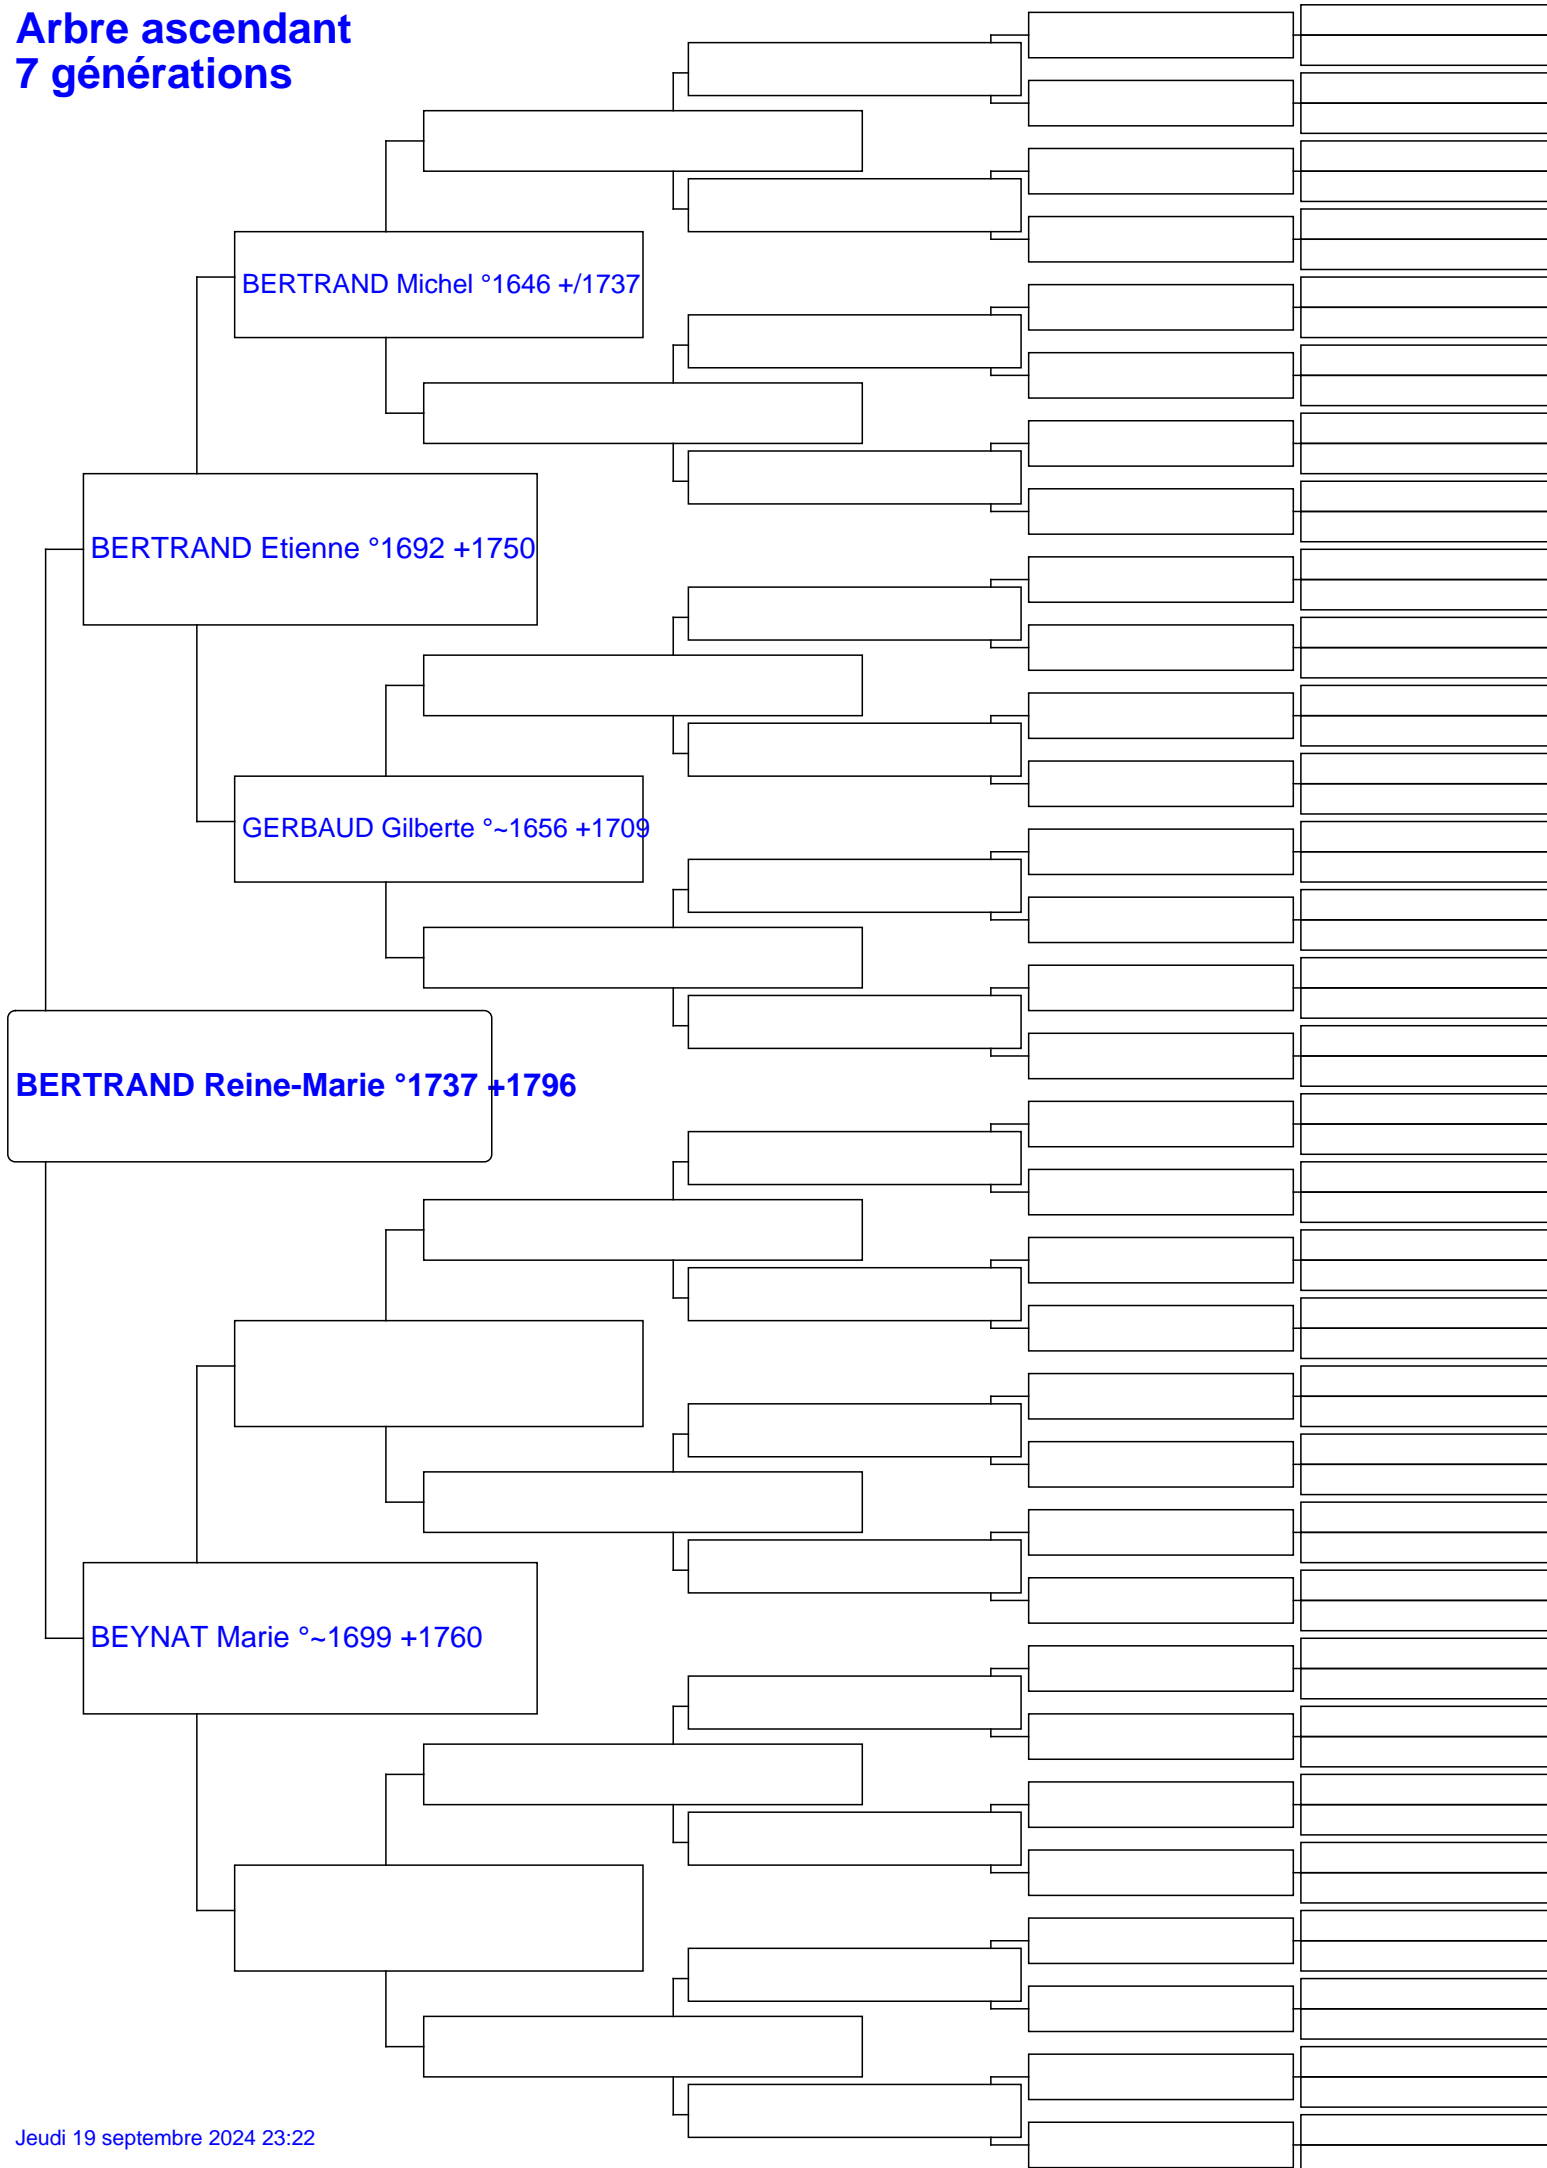 Arbre ascendant
7 générations
BERTRAND Michel °1646 +/1737
BERTRAND Etienne °1692 +1750
GERBAUD Gilberte °~1656 +1709
BERTRAND Reine-Marie °1737 +1796
BEYNAT Marie °~1699 +1760
Jeudi 19 septembre 2024 23:22